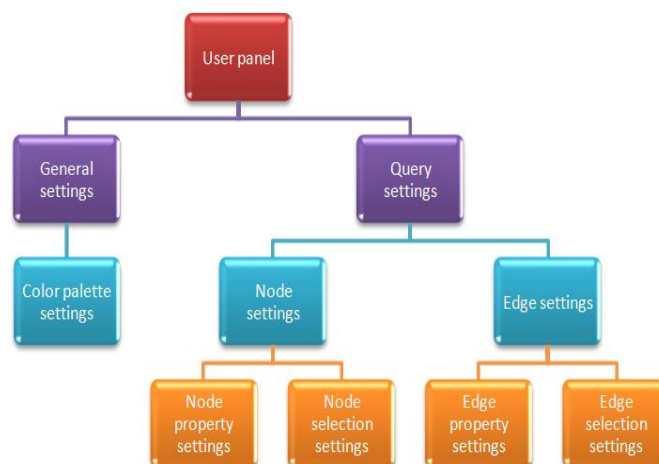 User panel
General
settings
Query
settings
Color palette
settings
Node
settings
Edge settings
Node
property
settings
Node
selection
settings
Edge
property
settings
Edge
selection
settings